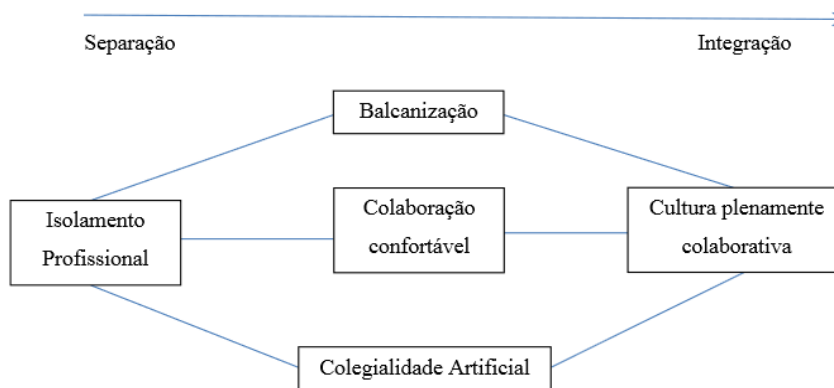 Separação
Integração
Balcanização
Isolamento
Profissional
Colaboração
confortável
Cultura plenamente
colaborativa
Colegialidade Artificial